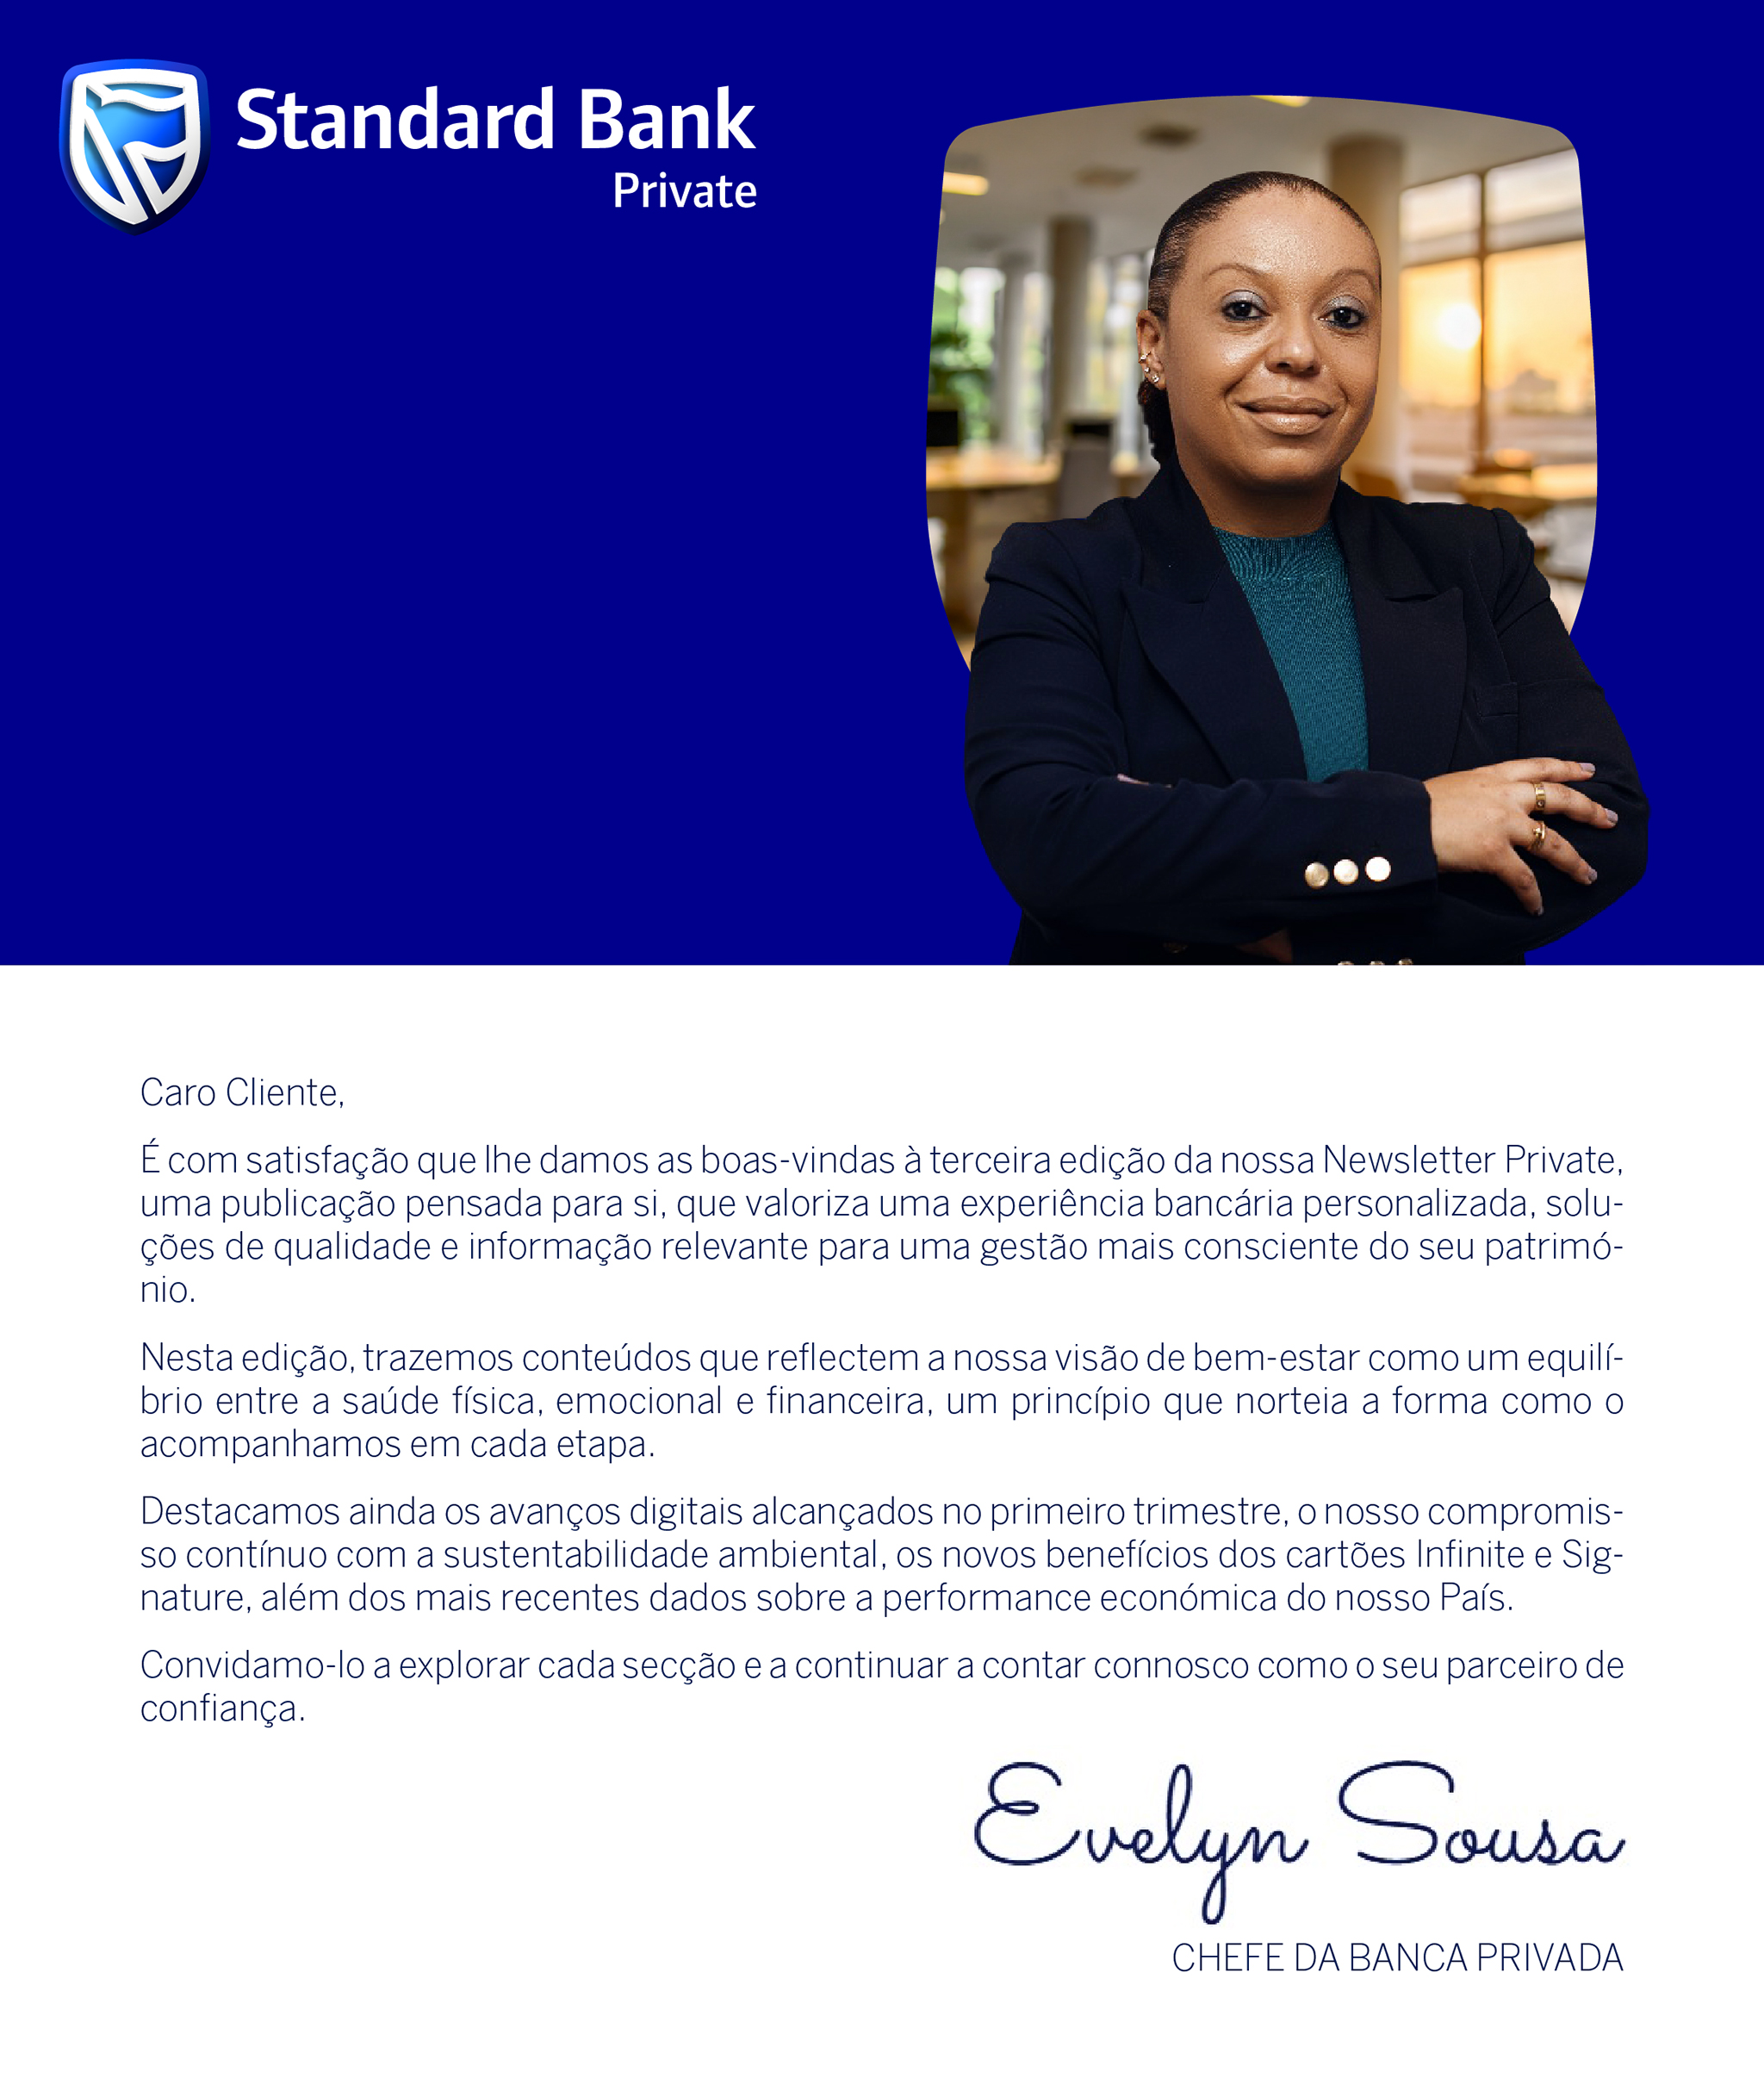 Standard Bank
Private
Caro Cliente,
É com satisfação que lhe damos as boas-vindas à terceira edição da nossa Newsletter Private,
uma publicação pensada para si, que valoriza uma experiência bancária personalizada, solu-
ções de qualidade e informação relevante para uma gestão mais consciente do seu patrimó-
nio.
Nesta edição, trazemos conteúdos que reflectem a nossa visão de bem-estar como um equilí-
brio entre a saúde física, emocional e financeira, um princípio que norteia a forma como o
acompanhamos em cada etapa.
Destacamos ainda os avanços digitais alcançados no primeiro trimestre, o nosso compromis-
so contínuo com a sustentabilidade ambiental, os novos benefícios dos cartões Infinite e Sig-
nature, além dos mais recentes dados sobre a performance económica do nosso País.
Convidamo-lo a explorar cada secção e a continuar a contar connosco como o seu parceiro de
confiança.
Evelyn Sousa
CHEFE DA BANCA PRIVADA